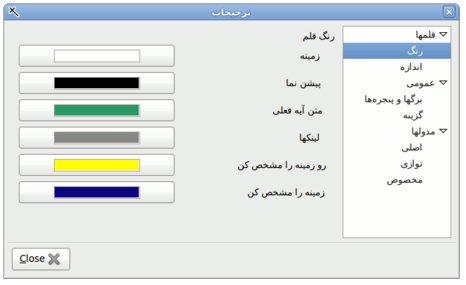 ترجیحات
قلمها
رنگ
اندازه
عمومی
برگها و پنجره‌ها
گزینه
مدولها
اصلی
توازی
مخصوص
رنگ قلم
زمینه
پیشن نما
متن آیه فعلی
لینکها
رو زمینه را مشخص کن
زمینه را مشخص کن
Close